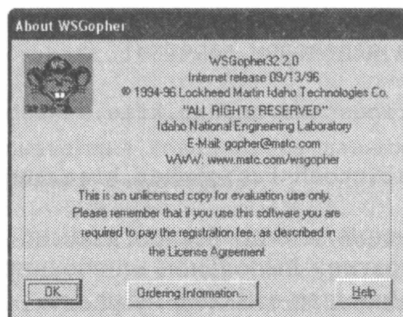 About WSGopher
WSGopher32 2.0
Internet release 09/13/96
© 1994-96 Lockheed Martin Idaho Technologies Co.
"ALL RIGHTS RESERVED"
Idaho National Engineering Laboratory
E-Mail: gopher@mstc.com
WWW: www.mstc.com/wsgopher
WS
This is an unlicensed copy for evaluation use only.
Please remember that if you use this software you are
required to pay the registration fee, as described in
the License Agreement
OK
Ordering Information...
Help